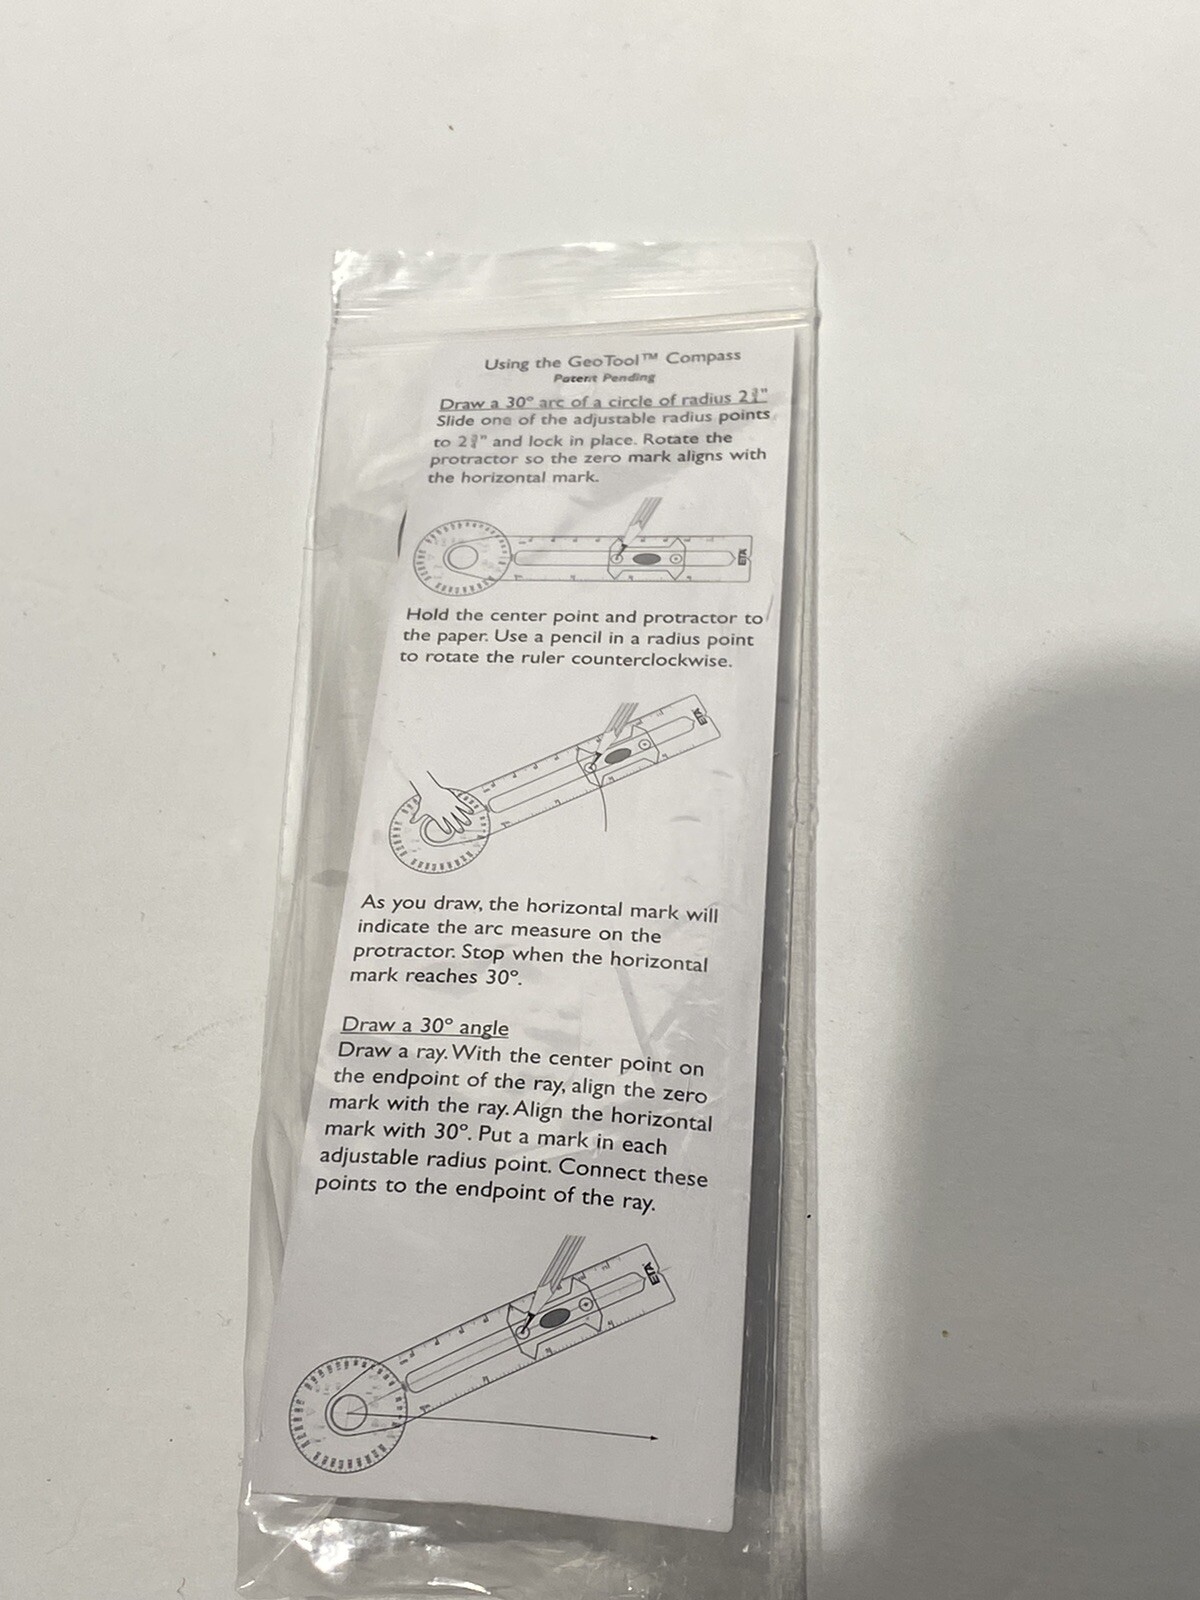 Using the GeoTool™ Compass
Patent Pending
Draw a 30° arc of a circle of radius 2¾"
Slide one of the adjustable radius points
to 2¾" and lock in place. Rotate the
protractor so the zero mark aligns with
the horizontal mark.
ETA
Hold the center point and protractor to
the paper. Use a pencil in a radius point
to rotate the ruler counterclockwise.
ETA
As you draw, the horizontal mark will
indicate the arc measure on the
protractor. Stop when the horizontal
mark reaches 30°.
Draw a 30° angle
Draw a ray. With the center point on
the endpoint of the ray, align the zero
mark with the ray. Align the horizontal
mark with 30°. Put a mark in each
adjustable radius point. Connect these
points to the endpoint of the ray.
ETA